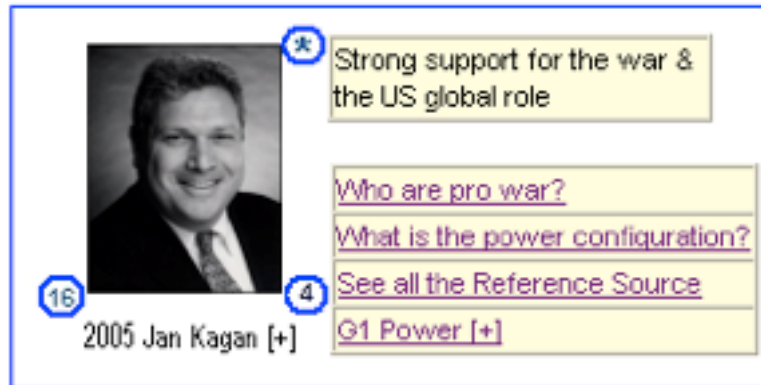 *
Strong support for the war &
the US global role
Who are pro war?
What is the power configuration?
See all the Reference Source
G1 Power [+]
16
4
2005 Jan Kagan [+]